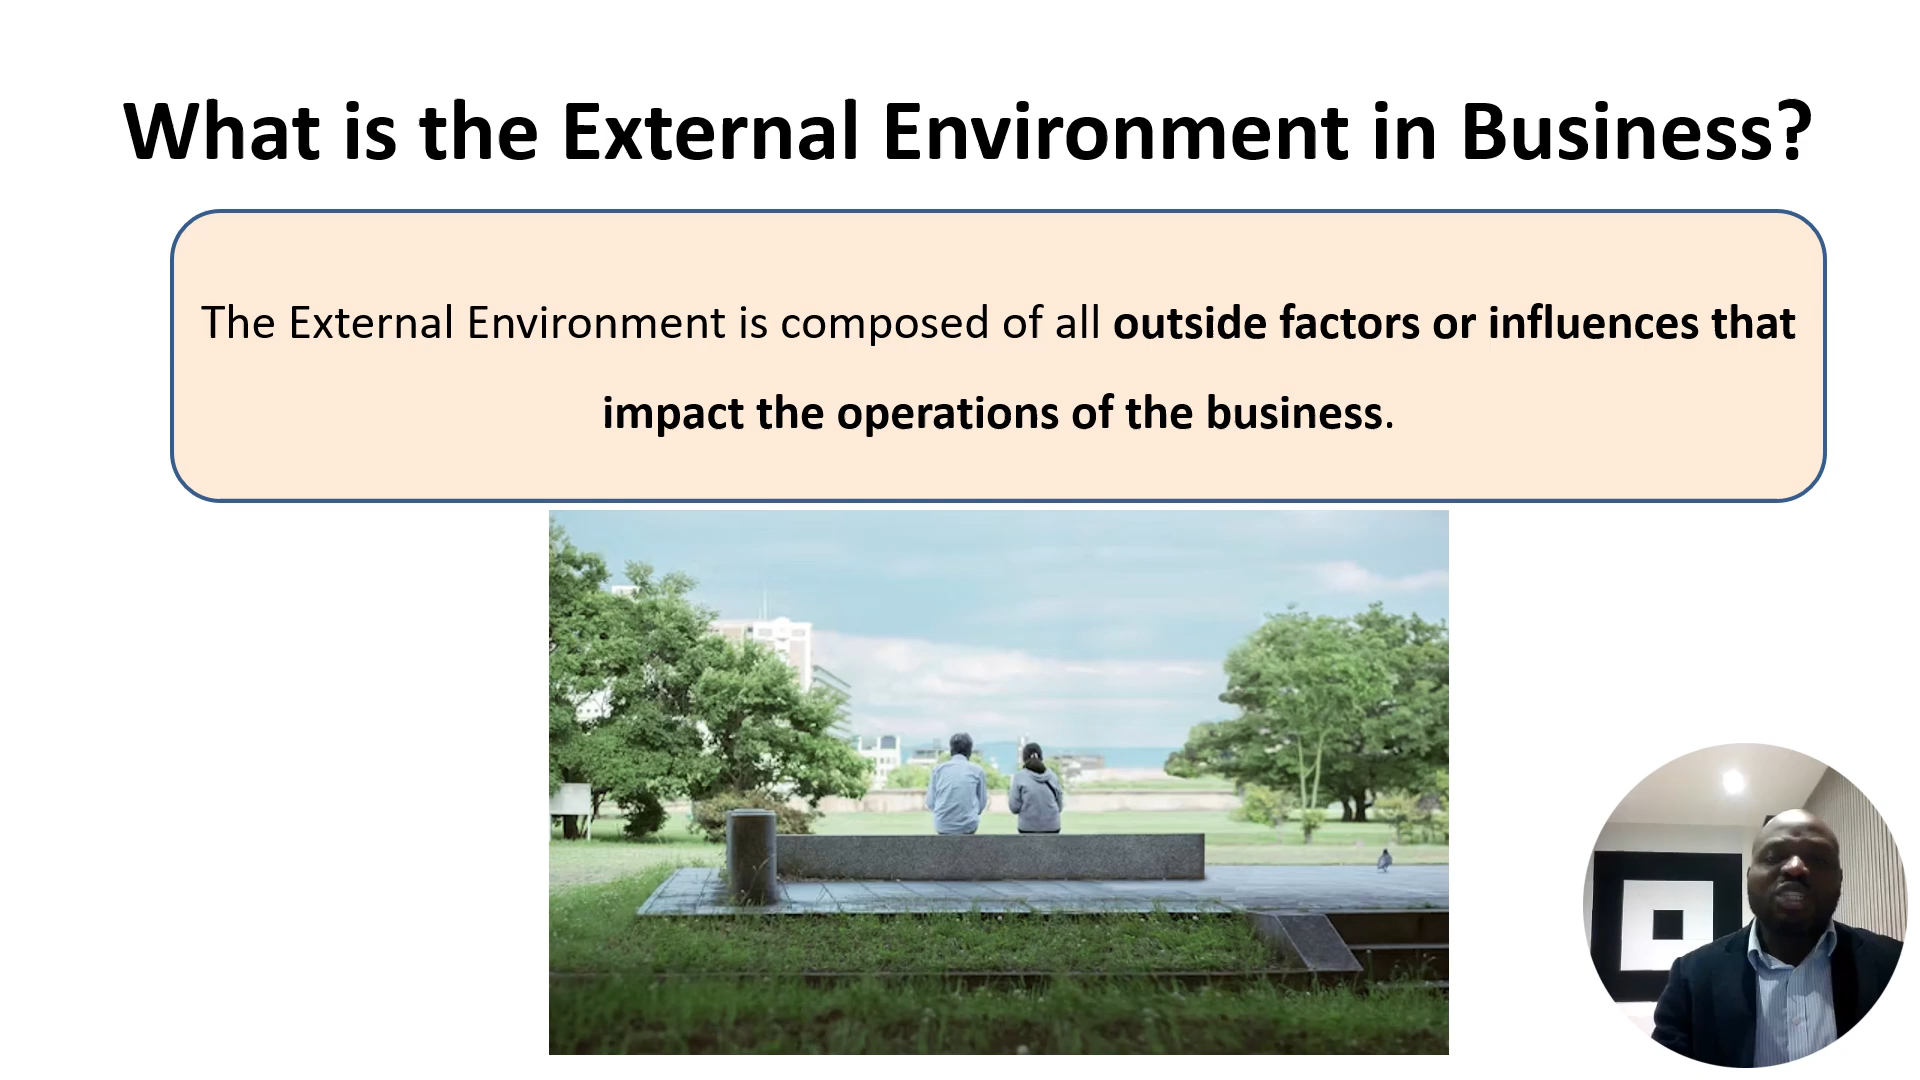 What is the External Environment in Business?
The External Environment is composed of all outside factors or influences that
impact the operations of the business.